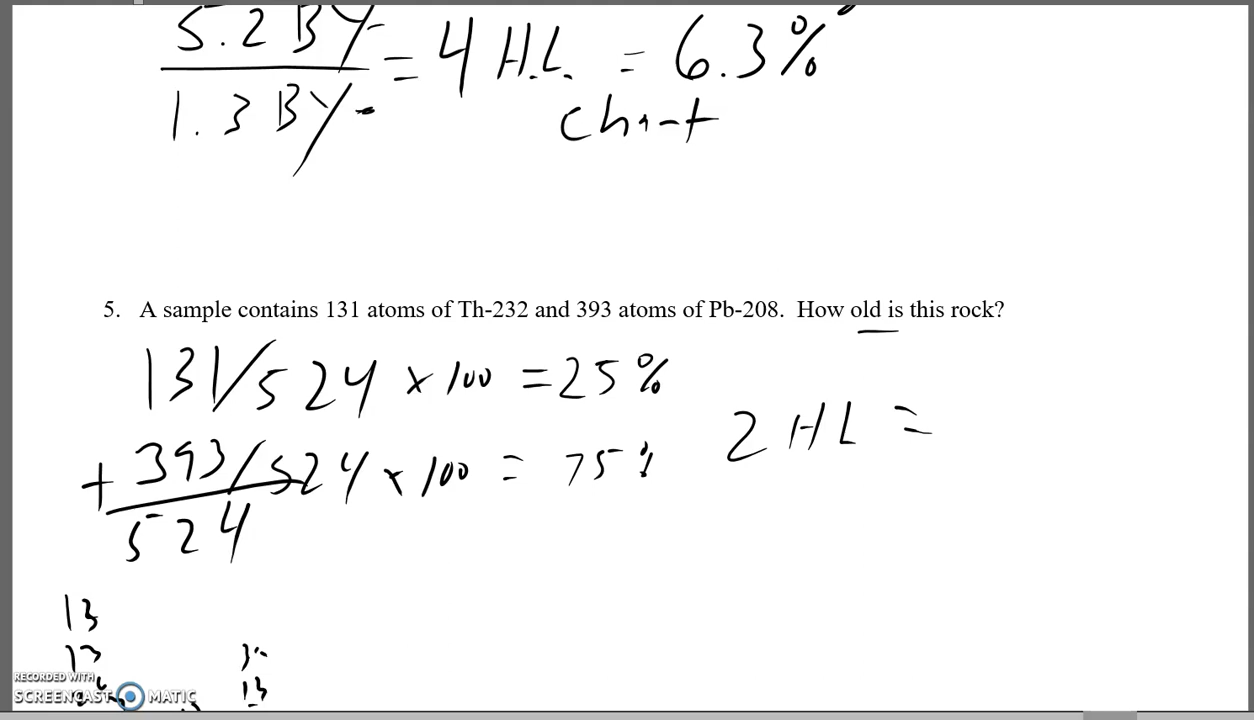 5.2 BY = 4 H.L. = 6.3%
1.3 BY
chart
5. A sample contains 131 atoms of Th-232 and 393 atoms of Pb-208. How old is this rock?
131/524 × 100 = 25%
+ 393/524 × 100 = 75%
2 HL =
524
13
13
13
RECORDED WITH
SCREENCAST MATIC